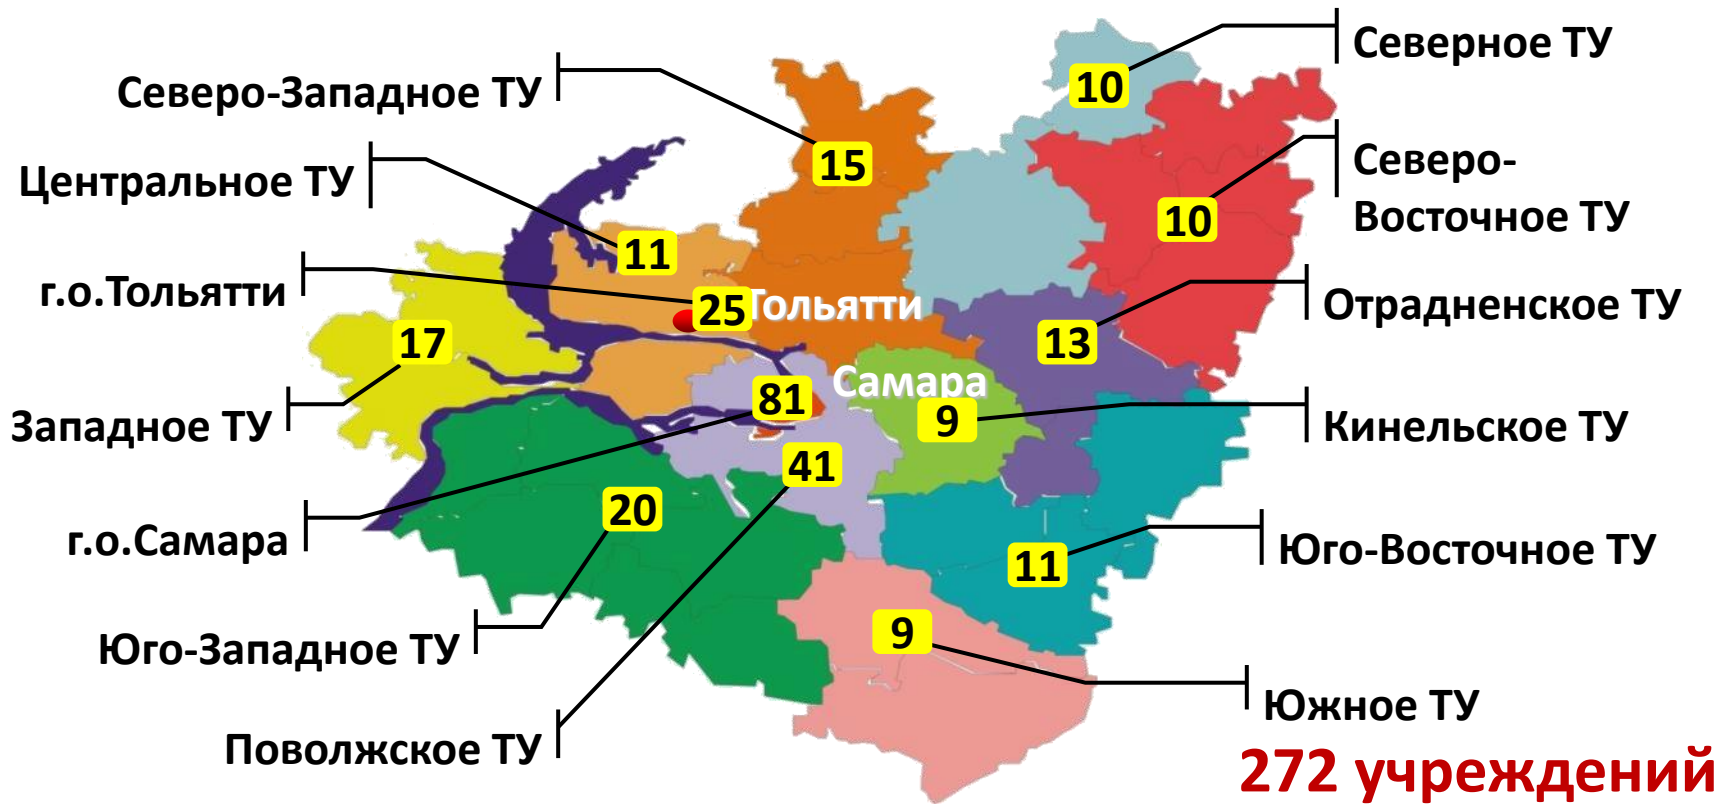 Северное ТУ
Северо-Западное ТУ
10
Северо-
Восточное ТУ
15
Центральное ТУ
10
11
г.о.Тольятти
25
Тольятти
Отрадненское ТУ
17
13
Самара
81
9
Западное ТУ
Кинельское ТУ
41
20
г.о.Самара
Юго-Восточное ТУ
11
9
Юго-Западное ТУ
Южное ТУ
Поволжское ТУ
272 учреждений